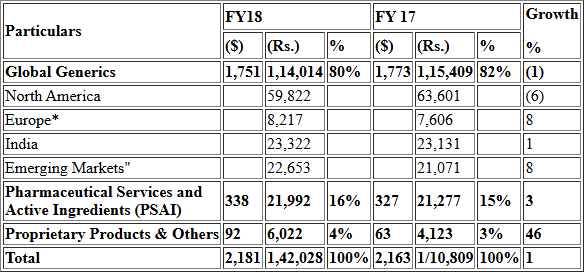 Particulars FY18 FY 17 Growth
($) (Rs.) % ($) (Rs.) % %
Global Generics 1,751 1,14,014 80% 1,773 1,15,409 82% (1)
North America 59,822 63,601 (6)
Europe* 8,217 7,606 8
India 23,322 23,131 1
Emerging Markets" 22,653 21,071 8
Pharmaceutical Services and
Active Ingredients (PSAI) 338 21,992 16% 327 21,277 15% 3
Proprietary Products & Others 92 6,022 4% 63 4,123 3% 46
Total 2,181 1,42,028 100% 2,163 1/10,809 100% 1